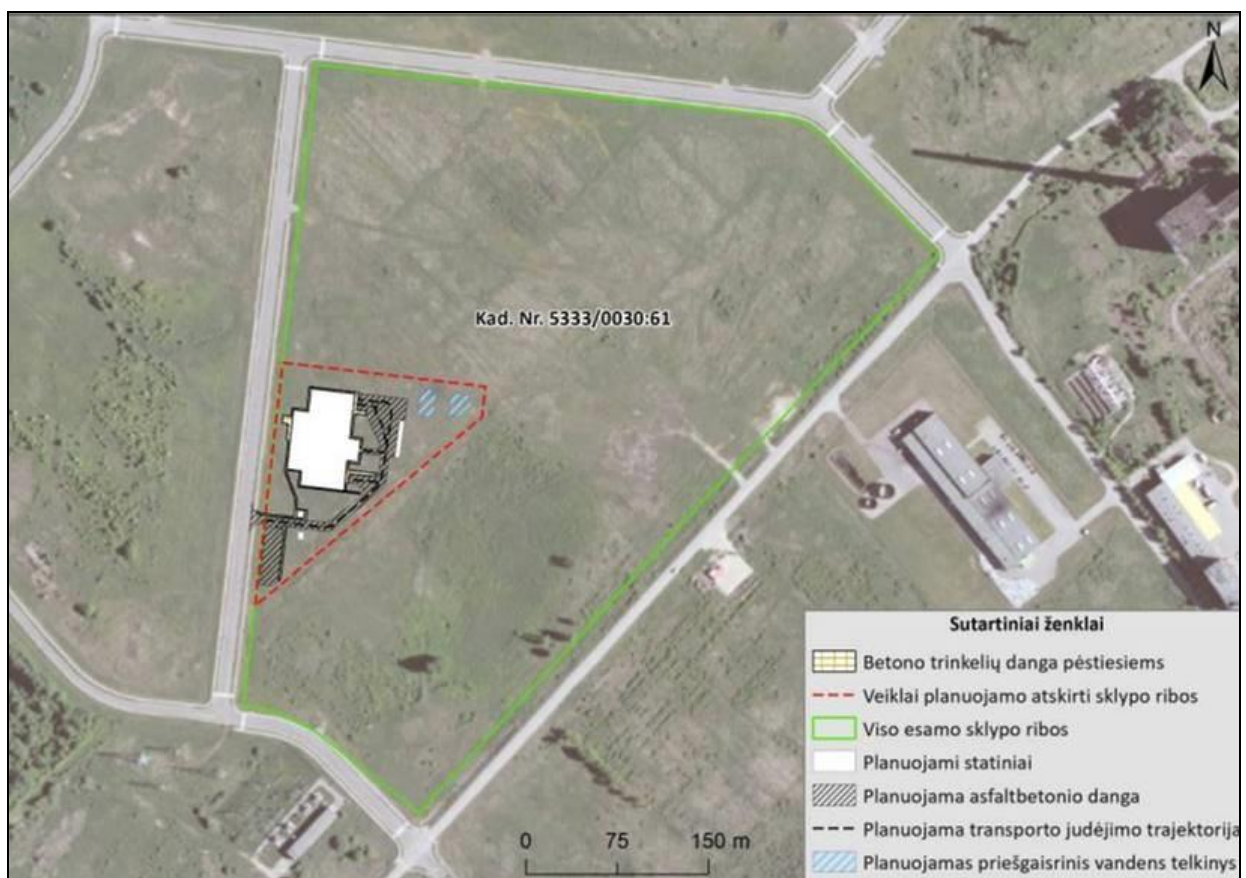 N
Kad. Nr. 5333/0030:61
Sutartiniai ženklai
Betono trinkelių danga pėstiesiems
Veiklai planuojamo atskirti sklypo ribos
Viso esamo sklypo ribos
Planuojami statiniai
Planuojama asfaltbetonio danga
Planuojama transporto judėjimo trajektorija
Planuojamas priešgaisrinis vandens telkinys
0 75 150 m